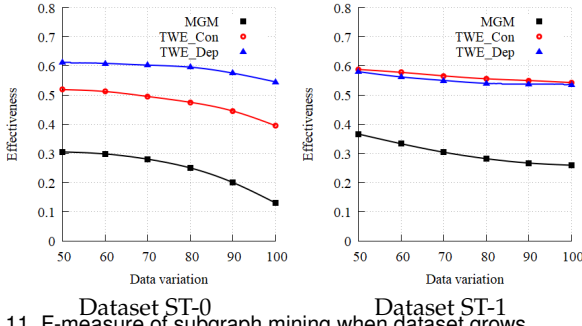 0.8
0.7
0.6
0.5
0.4
0.3
0.2
0.1
0
50 60 70 80 90 100
Effectiveness
Data variation
MGM
TWE_Con
TWE_Dep
Dataset ST-0
0.8
0.7
0.6
0.5
0.4
0.3
0.2
0.1
0
50 60 70 80 90 100
Effectiveness
Data variation
MGM
TWE_Con
TWE_Dep
Dataset ST-1
11. F-measure of subgraph mining when dataset grows